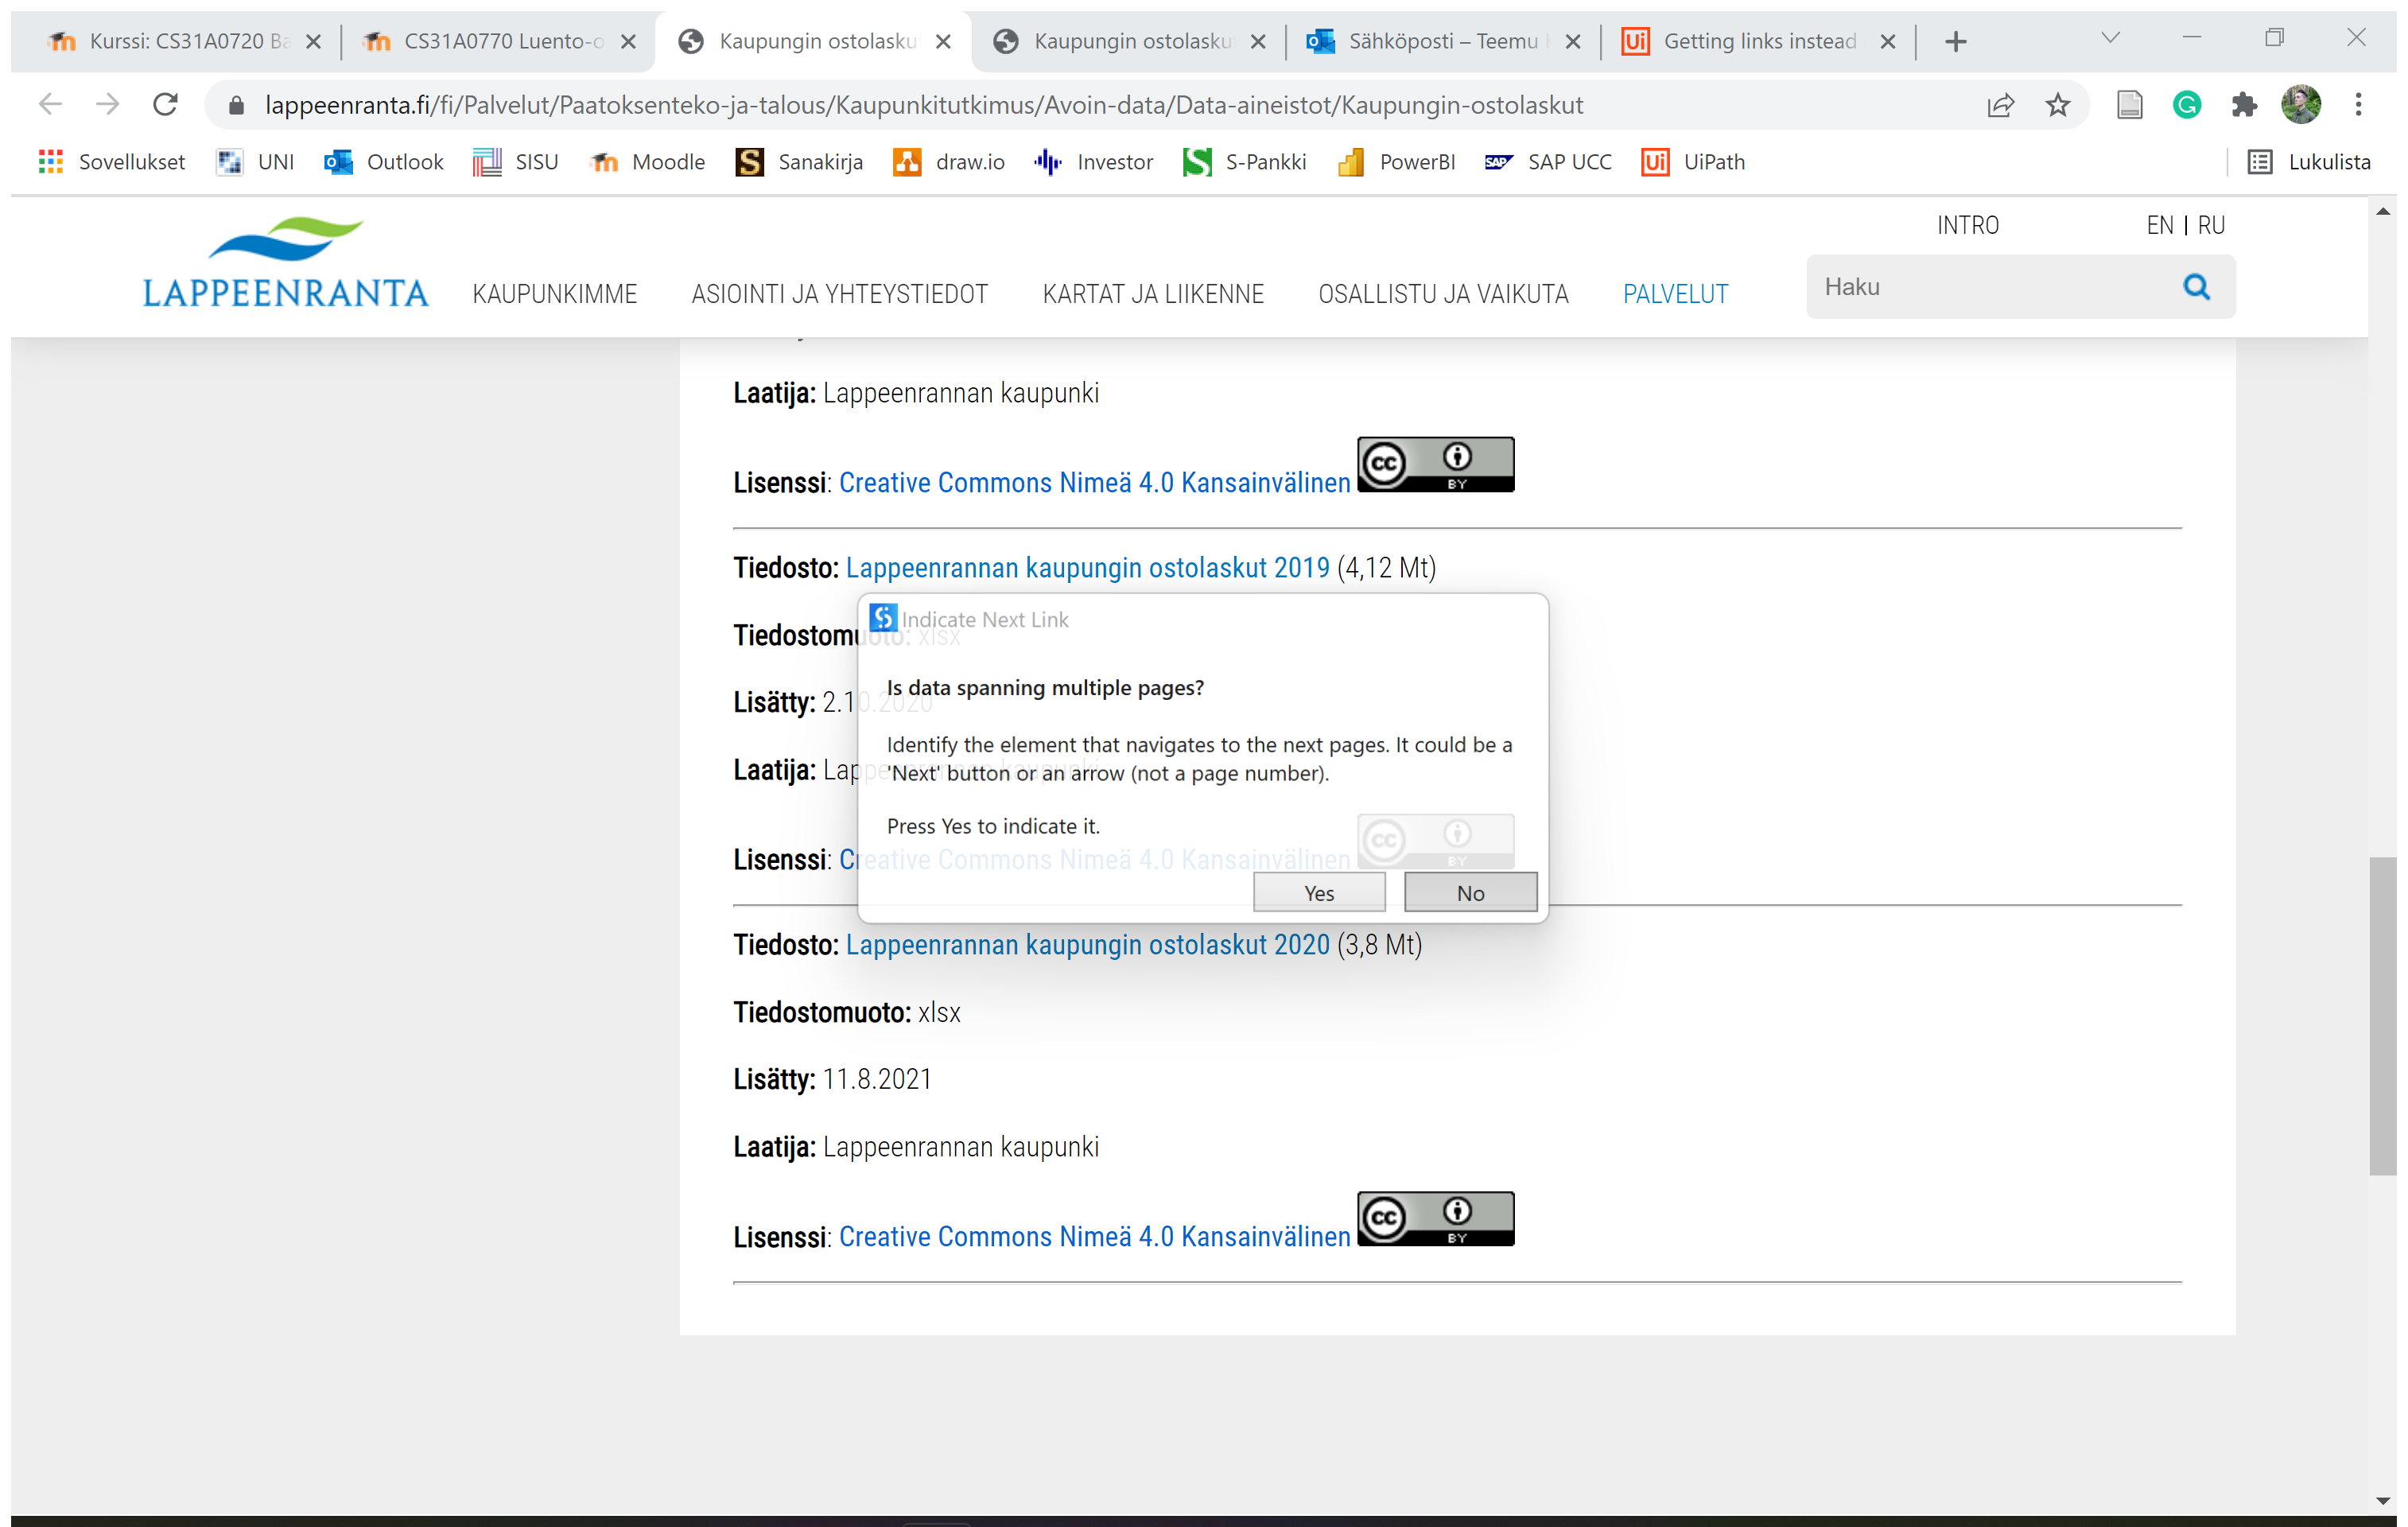 Kurssi: CS31A0720 Ba
CS31A0770 Luento-o
Kaupungin ostolasku
Kaupungin ostolasku
Sähköposti – Teemu
Getting links instead
lappeenranta.fi/fi/Palvelut/Paatoksenteko-ja-talous/Kaupunkitutkimus/Avoin-data/Data-aineistot/Kaupungin-ostolaskut
Sovellukset UNI Outlook SISU Moodle Sanakirja draw.io Investor S-Pankki PowerBI SAP UCC UiPath Lukulista
INTRO EN | RU
LAPPEENRANTA KAUPUNKIMME ASIOINTI JA YHTEYSTIEDOT KARTAT JA LIIKENNE OSALLISTU JA VAIKUTA PALVELUT Haku
Laatija: Lappeenrannan kaupunki
Lisenssi: Creative Commons Nimeä 4.0 Kansainvälinen cc BY
Tiedosto: Lappeenrannan kaupungin ostolaskut 2019 (4,12 Mt)
Tiedostomuoto: xlsx
Lisätty: 2.10.2020
Laatija: Lappeenrannan kaupunki
Lisenssi: Creative Commons Nimeä 4.0 Kansainvälinen cc BY
Indicate Next Link
Is data spanning multiple pages?
Identify the element that navigates to the next pages. It could be a
'Next' button or an arrow (not a page number).
Press Yes to indicate it.
Yes No
Tiedosto: Lappeenrannan kaupungin ostolaskut 2020 (3,8 Mt)
Tiedostomuoto: xlsx
Lisätty: 11.8.2021
Laatija: Lappeenrannan kaupunki
Lisenssi: Creative Commons Nimeä 4.0 Kansainvälinen cc BY